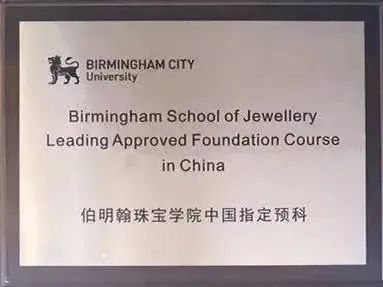 BIRMINGHAM CITY
University
Birmingham School of Jewellery
Leading Approved Foundation Course
in China
伯明翰珠宝学院中国指定预科